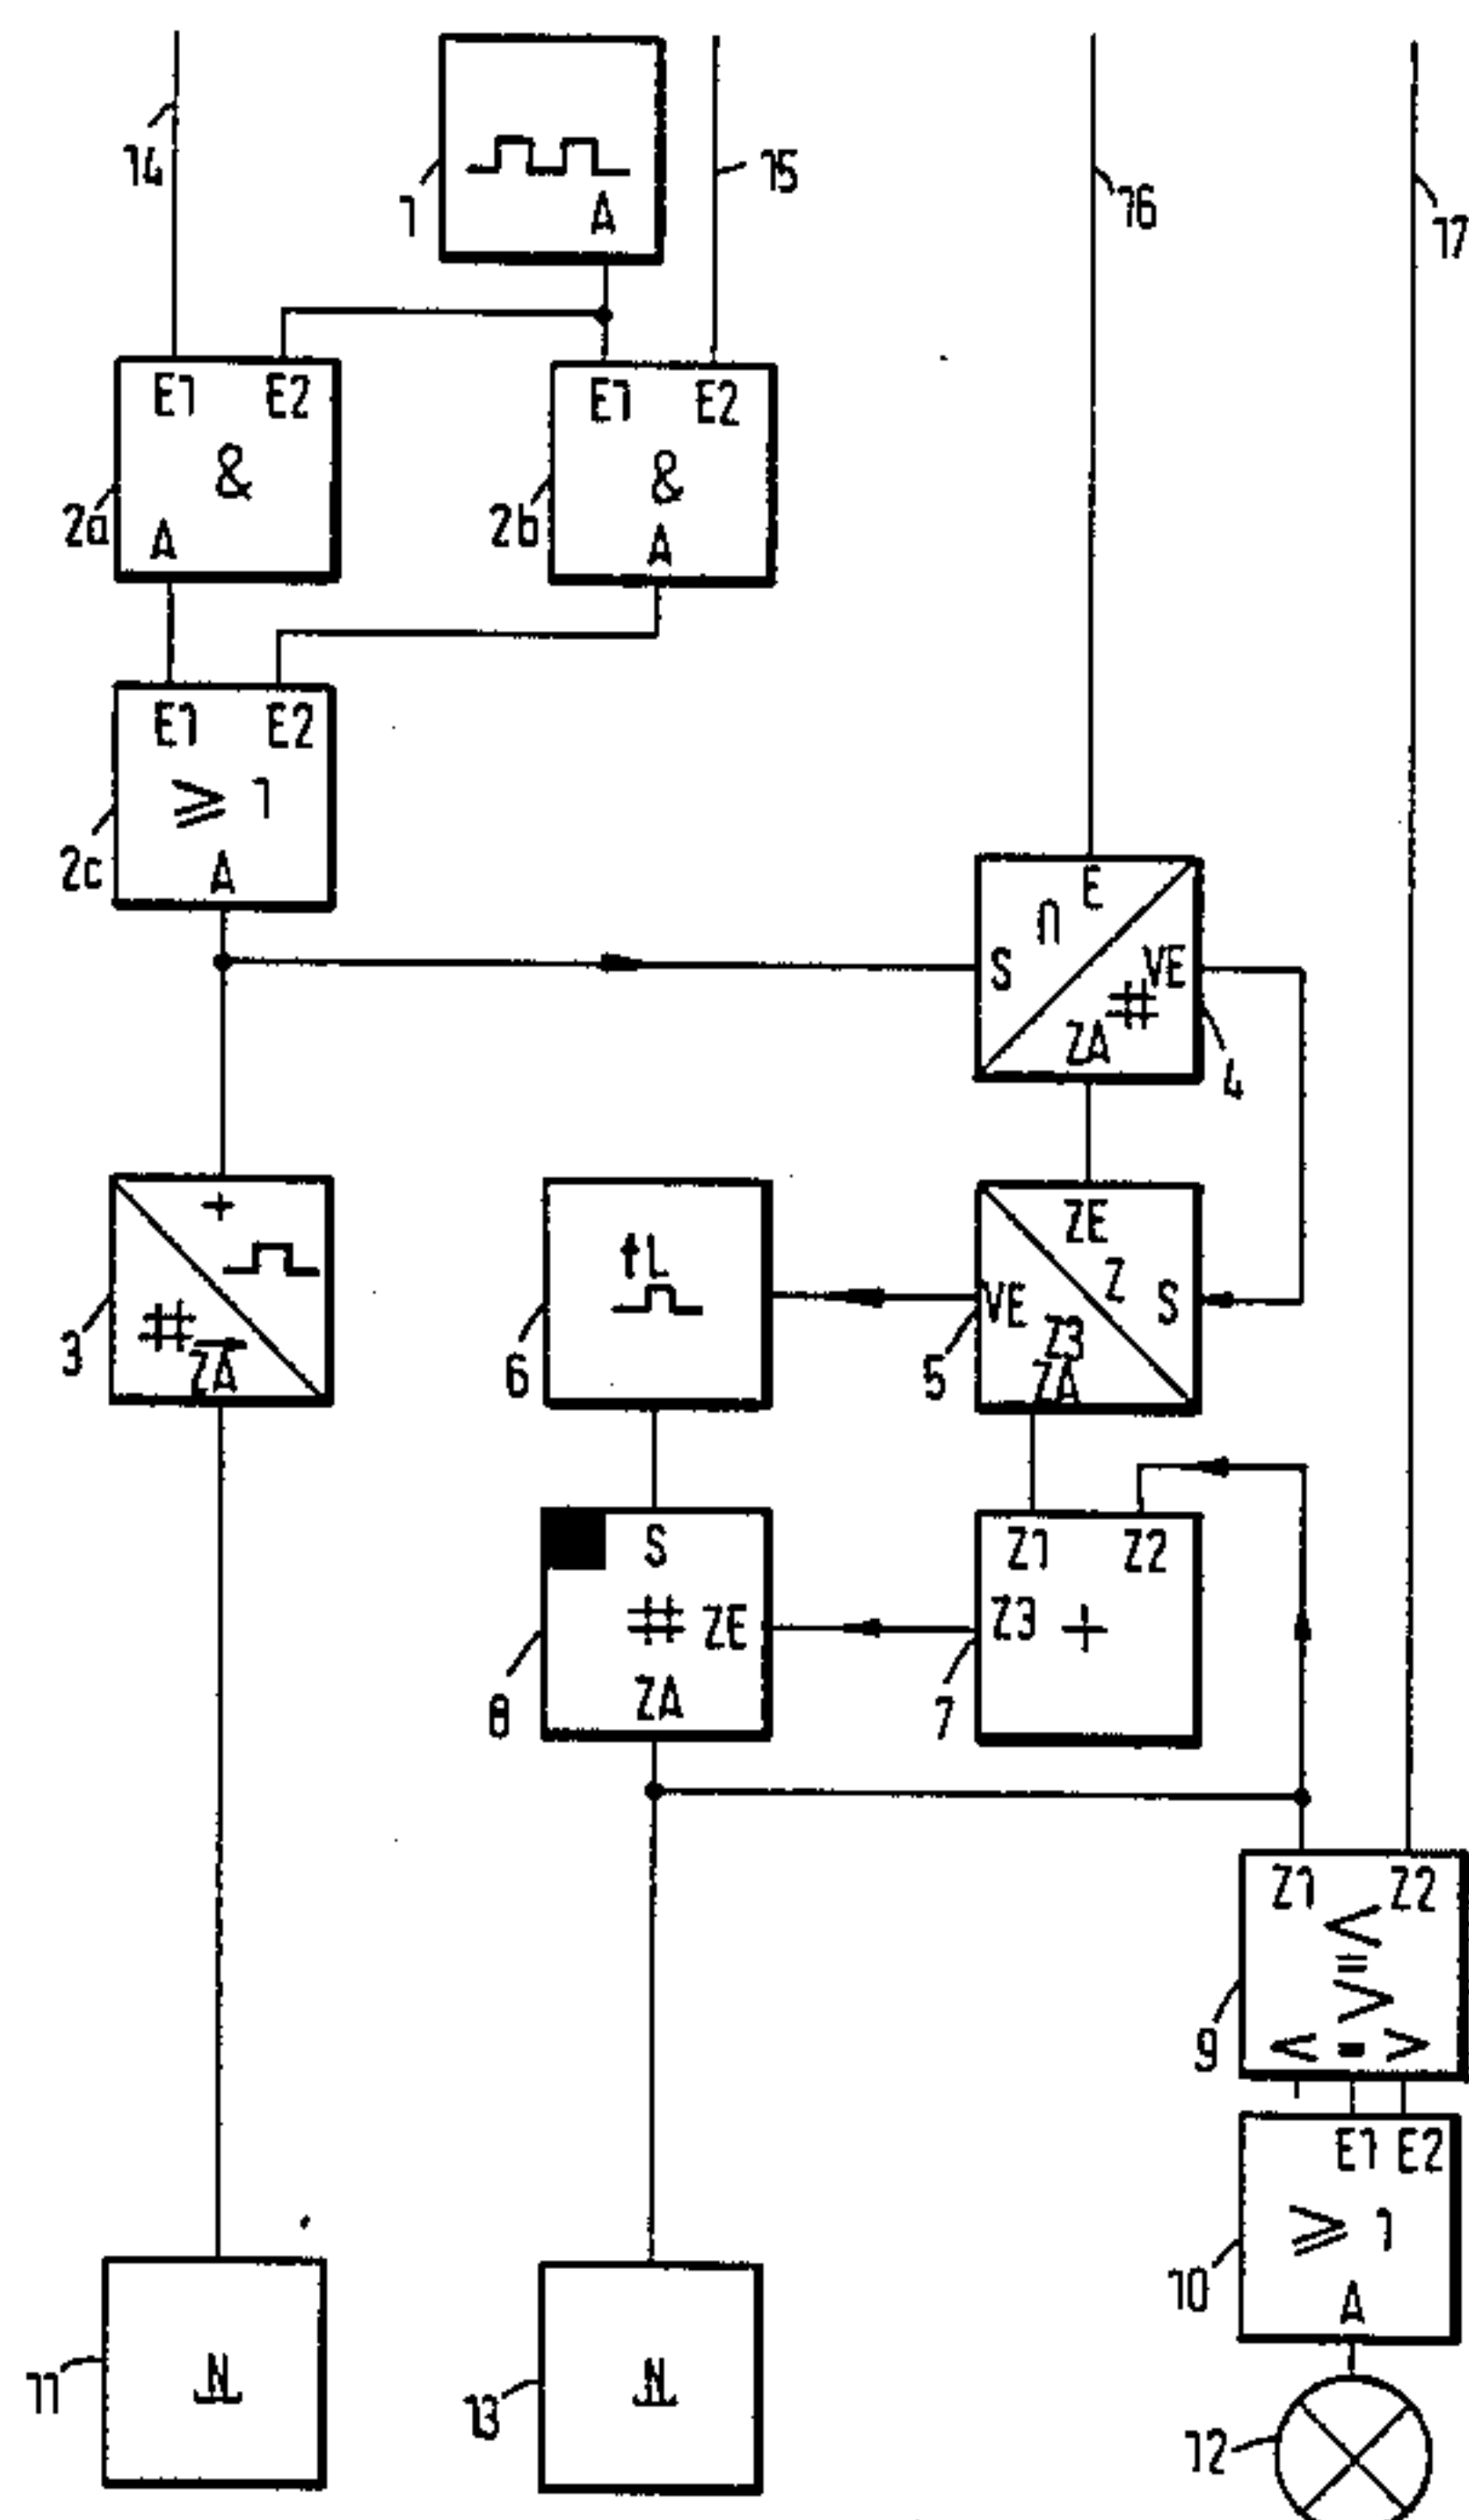 14
1
A
15
16
17
E1 E2
&
A
2a
E1 E2
&
A
2b
E1 E2
≥ 1
A
2c
E
∩
S
VE
#
ZA
4
+
#
ZA
3
tL
6
ZE
Z
VE
S
Z3
ZA
5
S
# ZE
ZA
8
Z1 Z2
Z3 +
7
Z1 Z2
<
=
>
< = >
9
E1 E2
≥ 1
A
10
11
N
13
N
12